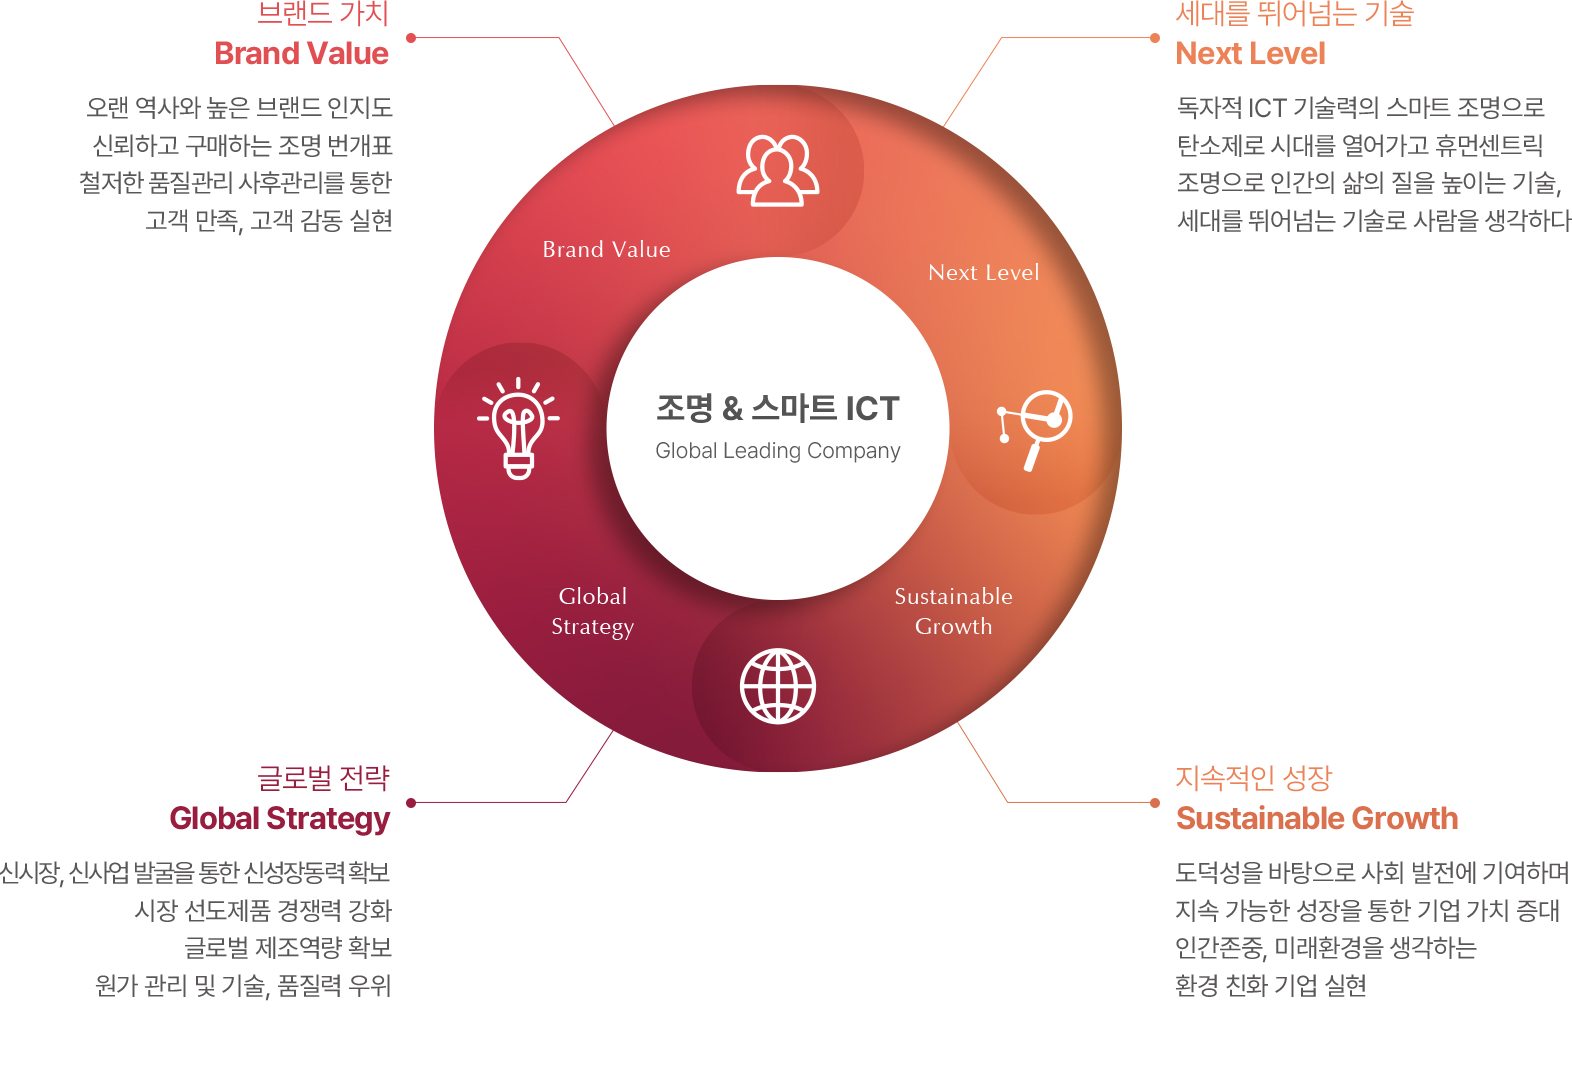 브랜드 가치
Brand Value
오랜 역사와 높은 브랜드 인지도
신뢰하고 구매하는 조명 번개표
철저한 품질관리 사후관리를 통한
고객 만족, 고객 감동 실현
세대를 뛰어넘는 기술
Next Level
독자적 ICT 기술력의 스마트 조명으로
탄소제로 시대를 열어가고 휴먼센트릭
조명으로 인간의 삶의 질을 높이는 기술,
세대를 뛰어넘는 기술로 사람을 생각하다
Brand Value
Next Level
조명 & 스마트 ICT
Global Leading Company
Global
Strategy
Sustainable
Growth
글로벌 전략
Global Strategy
신시장, 신사업 발굴을 통한 신성장동력 확보
시장 선도제품 경쟁력 강화
글로벌 제조역량 확보
원가 관리 및 기술, 품질력 우위
지속적인 성장
Sustainable Growth
도덕성을 바탕으로 사회 발전에 기여하며
지속 가능한 성장을 통한 기업 가치 증대
인간존중, 미래환경을 생각하는
환경 친화 기업 실현